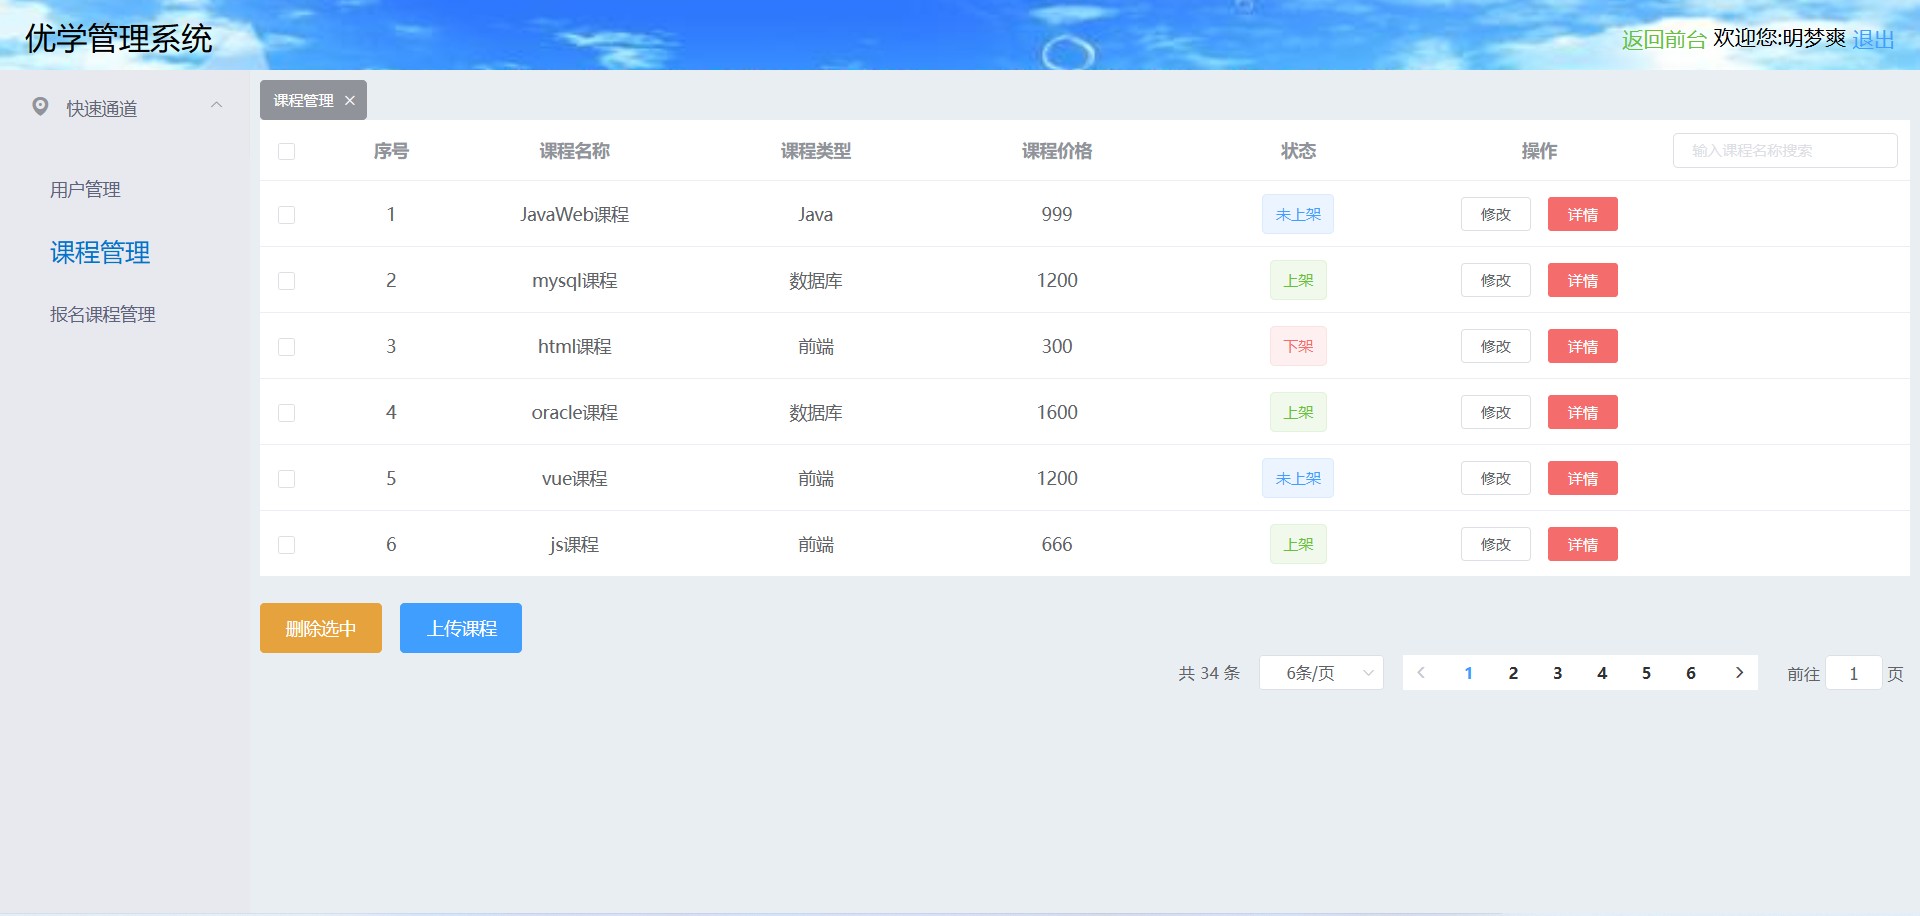 优学管理系统
返回前台 欢迎您:明梦爽 退出
快速通道
用户管理
课程管理
报名课程管理
课程管理
序号 课程名称 课程类型 课程价格 状态 操作 输入课程名称搜索
1 JavaWeb课程 Java 999 未上架 修改 详情
2 mysql课程 数据库 1200 上架 修改 详情
3 html课程 前端 300 下架 修改 详情
4 oracle课程 数据库 1600 上架 修改 详情
5 vue课程 前端 1200 未上架 修改 详情
6 js课程 前端 666 上架 修改 详情
删除选中 上传课程
共 34 条 6条/页 1 2 3 4 5 6 前往 1 页